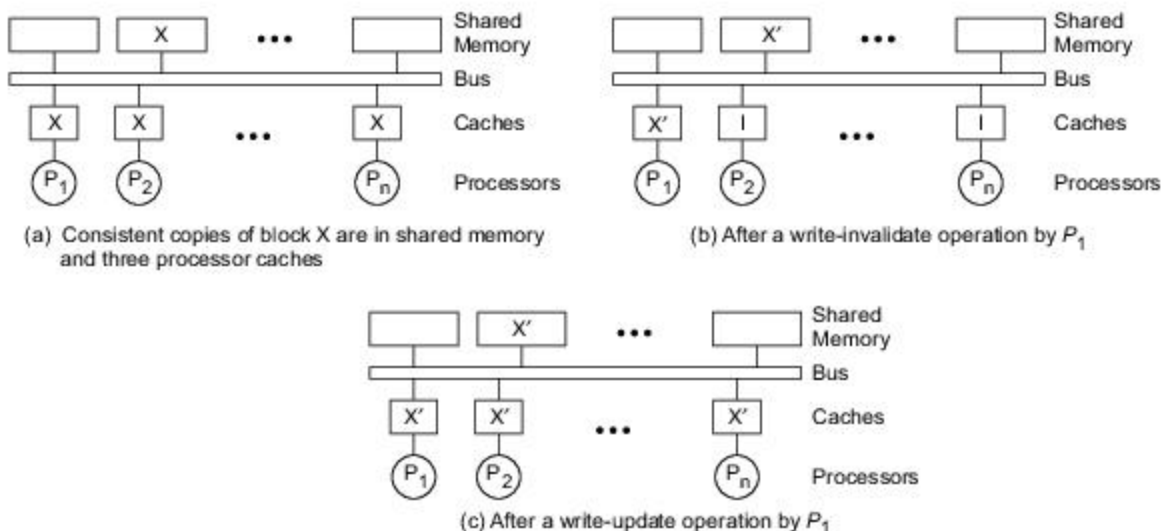 X
•••
Shared
Memory
Bus
X X ••• X
Caches
P1 P2 Pn
Processors
(a) Consistent copies of block X are in shared memory
and three processor caches
X′
•••
Shared
Memory
Bus
X′ I ••• I
Caches
P1 P2 Pn
Processors
(b) After a write-invalidate operation by P1
X′
•••
Shared
Memory
Bus
X′ X′ ••• X′
Caches
P1 P2 Pn
Processors
(c) After a write-update operation by P1